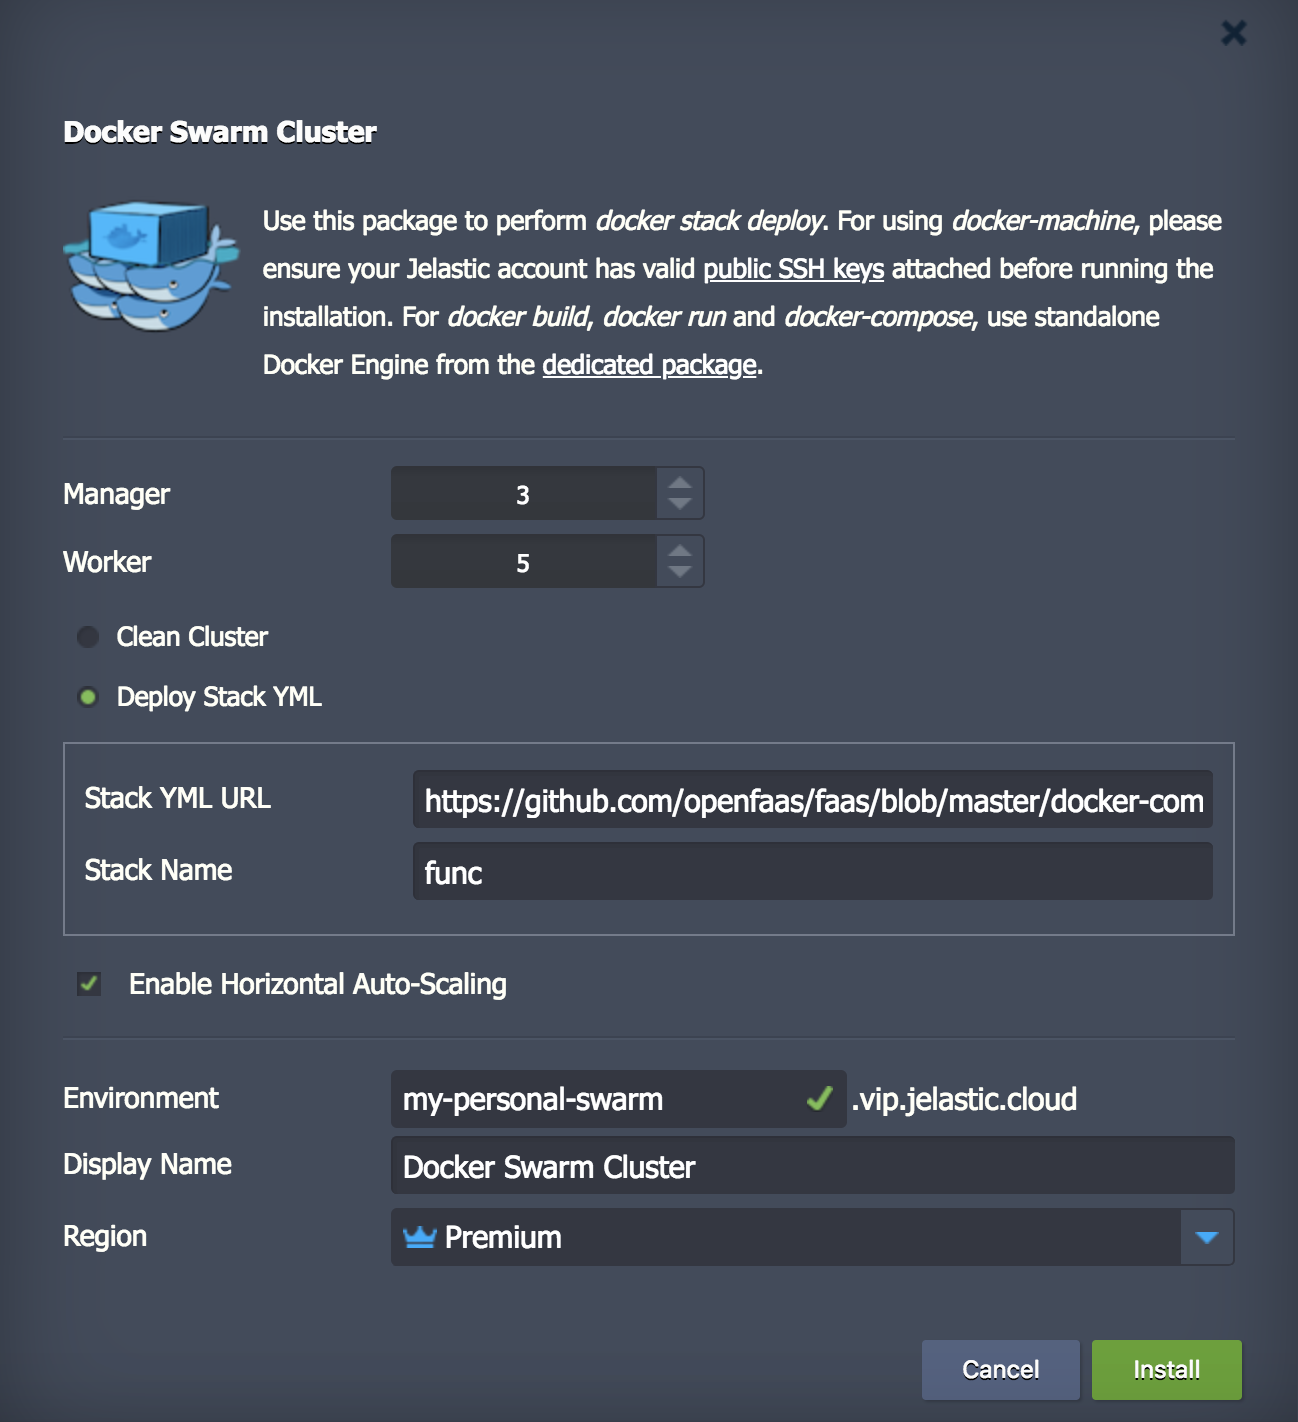 Docker Swarm Cluster
Use this package to perform docker stack deploy. For using docker-machine, please
ensure your Jelastic account has valid public SSH keys attached before running the
installation. For docker build, docker run and docker-compose, use standalone
Docker Engine from the dedicated package.
Manager 3
Worker 5
Clean Cluster
Deploy Stack YML
Stack YML URL https://github.com/openfaas/faas/blob/master/docker-com
Stack Name func
Enable Horizontal Auto-Scaling
Environment my-personal-swarm .vip.jelastic.cloud
Display Name Docker Swarm Cluster
Region Premium
Cancel Install